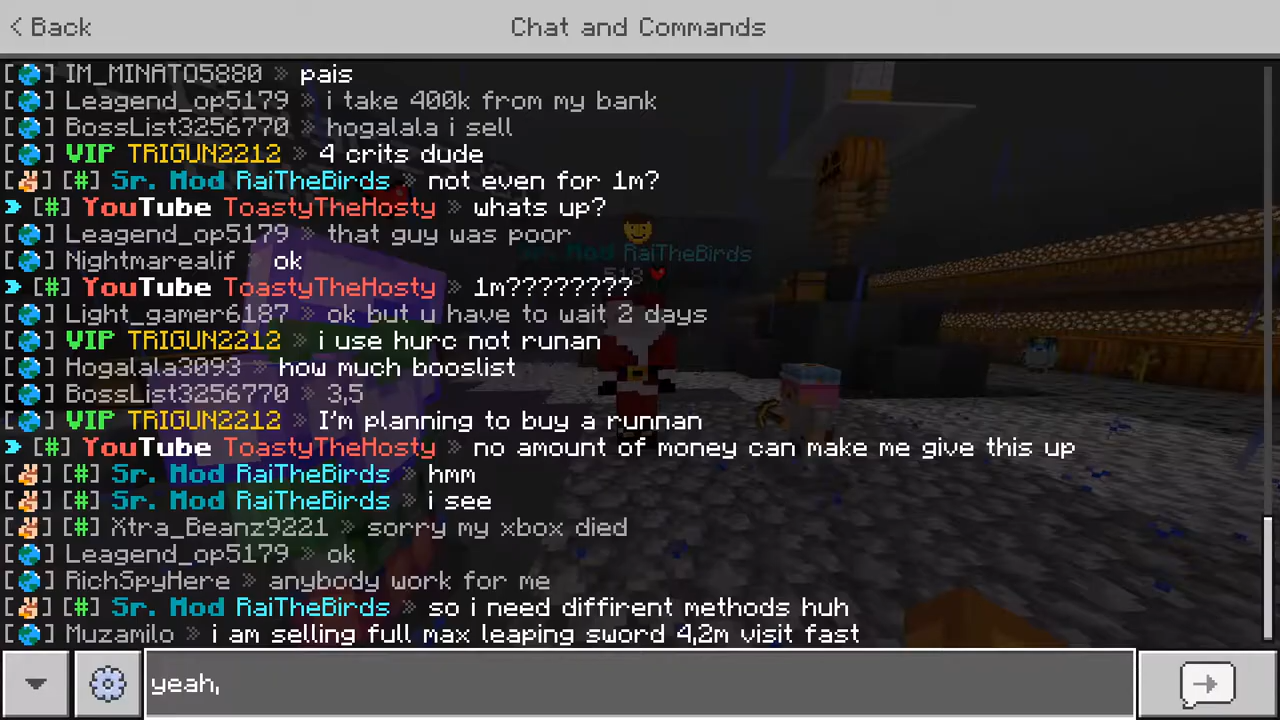 < Back
Chat and Commands
[🌎] IM_MINATO5880 » pais
[🌎] Leagend_op5179 » i take 400k from my bank
[🌎] BossList3256770 » hogalala i sell
[🌎] VIP TRIGUN2212 » 4 crits dude
[✌] [#] Sr. Mod RaiTheBirds » not even for 1m?
[#] YouTube ToastyTheHosty » whats up?
[🌎] Leagend_op5179 » that guy was poor
Sr. Mod RaiTheBirds
[🌎] Nightmarealif » ok
518
[#] YouTube ToastyTheHosty » 1m????????
[🌎] Light_gamer6187 » ok but u have to wait 2 days
[🌎] VIP TRIGUN2212 » i use hurc not runan
[🌎] Hogalala3093 » how much booslist
[🌎] BossList3256770 » 3,5
[🌎] VIP TRIGUN2212 » I'm planning to buy a runnan
[#] YouTube ToastyTheHosty » no amount of money can make me give this up
[✌] [#] Sr. Mod RaiTheBirds » hmm
[✌] [#] Sr. Mod RaiTheBirds » i see
[✌] [#] Xtra_Beanz9221 » sorry my xbox died
[🌎] Leagend_op5179 » ok
[🌎] RichSpyHere » anybody work for me
[✌] [#] Sr. Mod RaiTheBirds » so i need diffirent methods huh
[🌎] Muzamilo » i am selling full max leaping sword 4,2m visit fast
yeah,